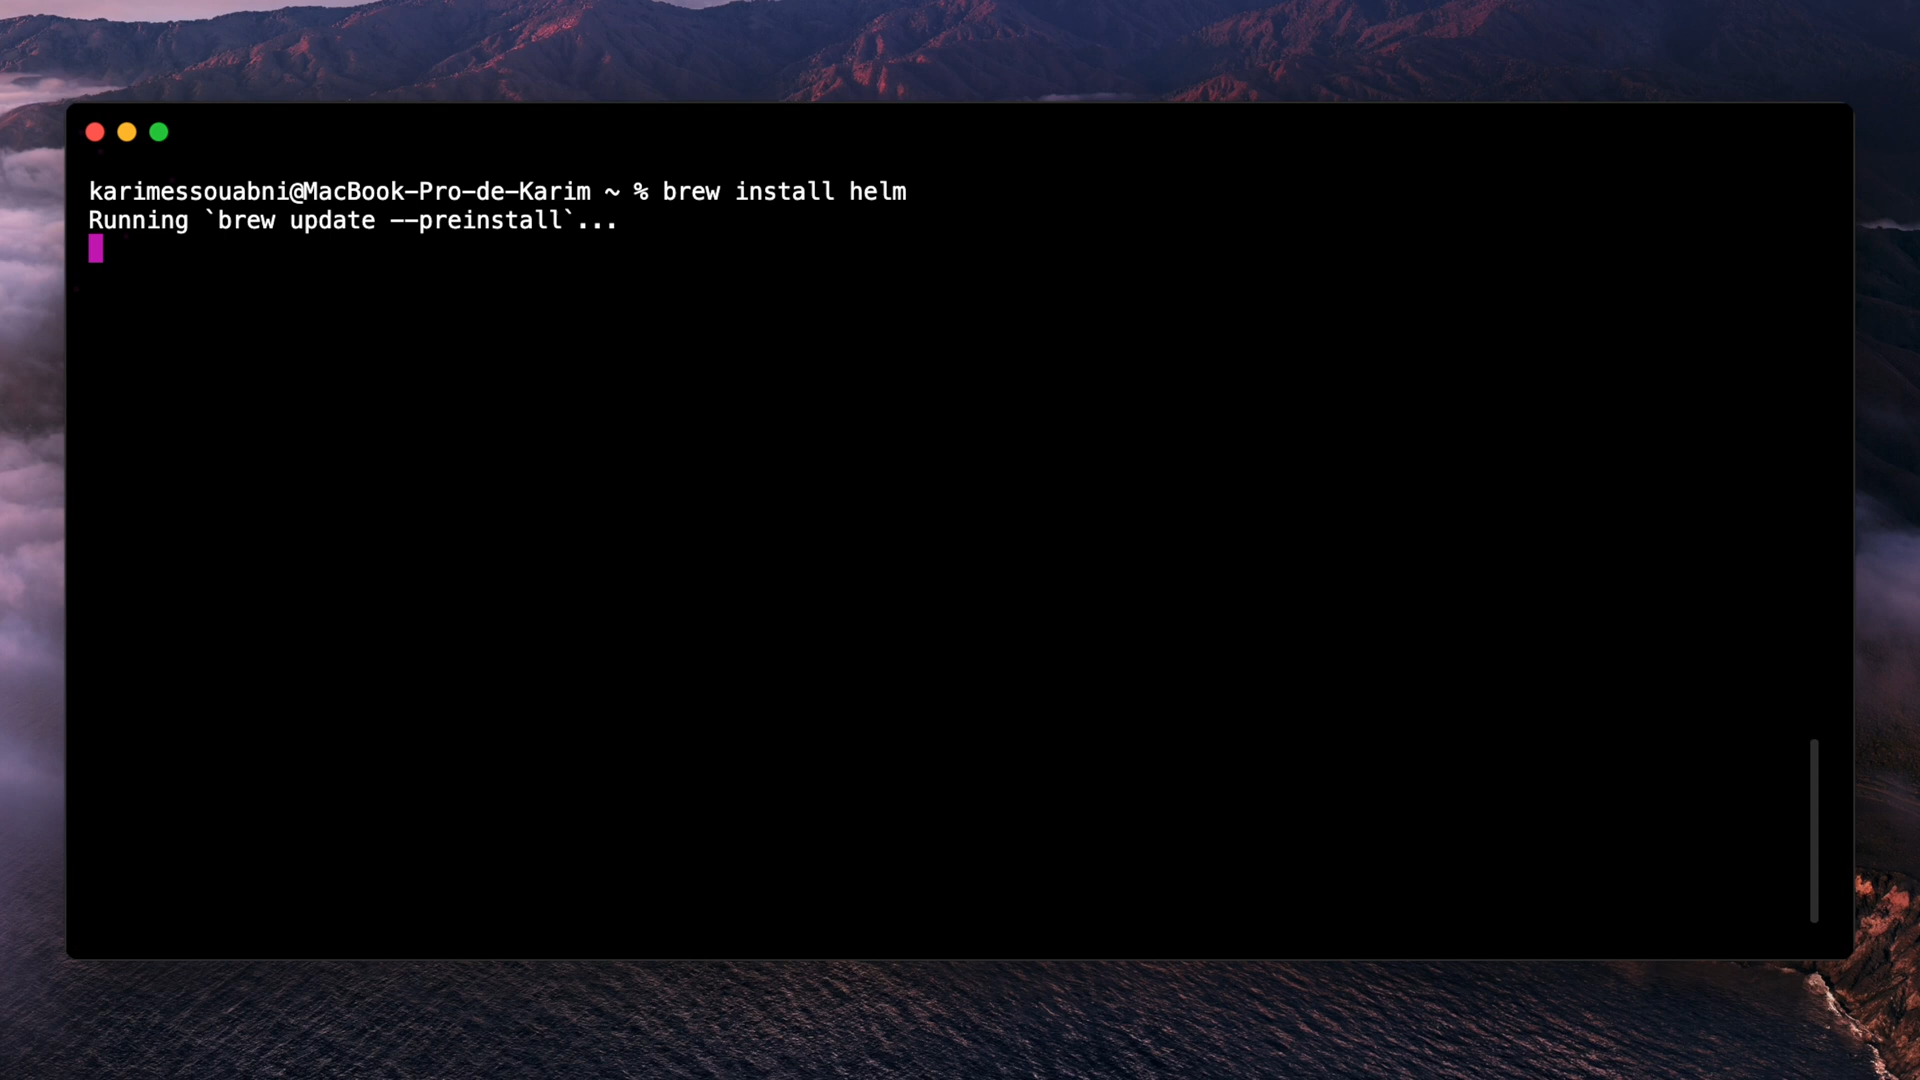 karimessouabni@MacBook-Pro-de-Karim ~ % brew install helm
Running `brew update --preinstall`...